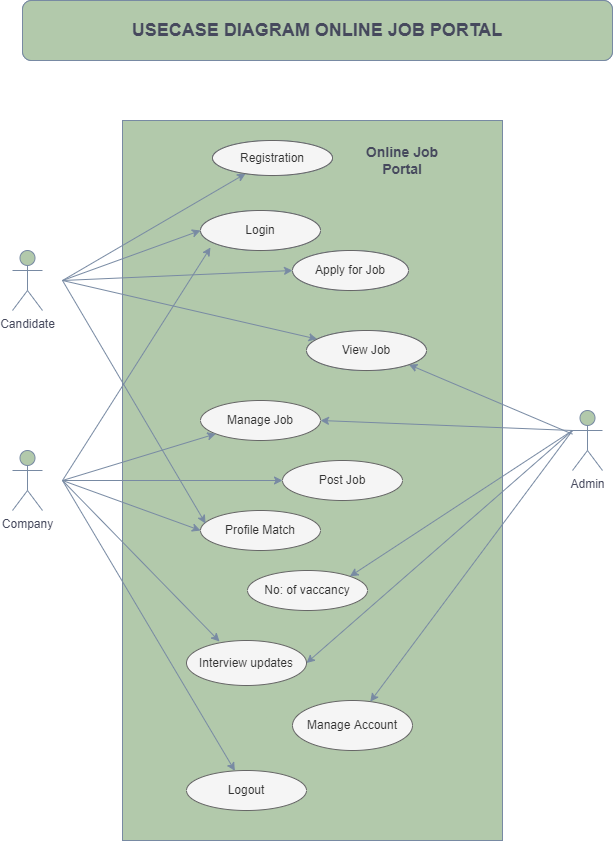 USECASE DIAGRAM ONLINE JOB PORTAL
Registration
Online Job
Portal
Login
Apply for Job
Candidate
View Job
Manage Job
Admin
Post Job
Company
Profile Match
No: of vaccancy
Interview updates
Manage Account
Logout